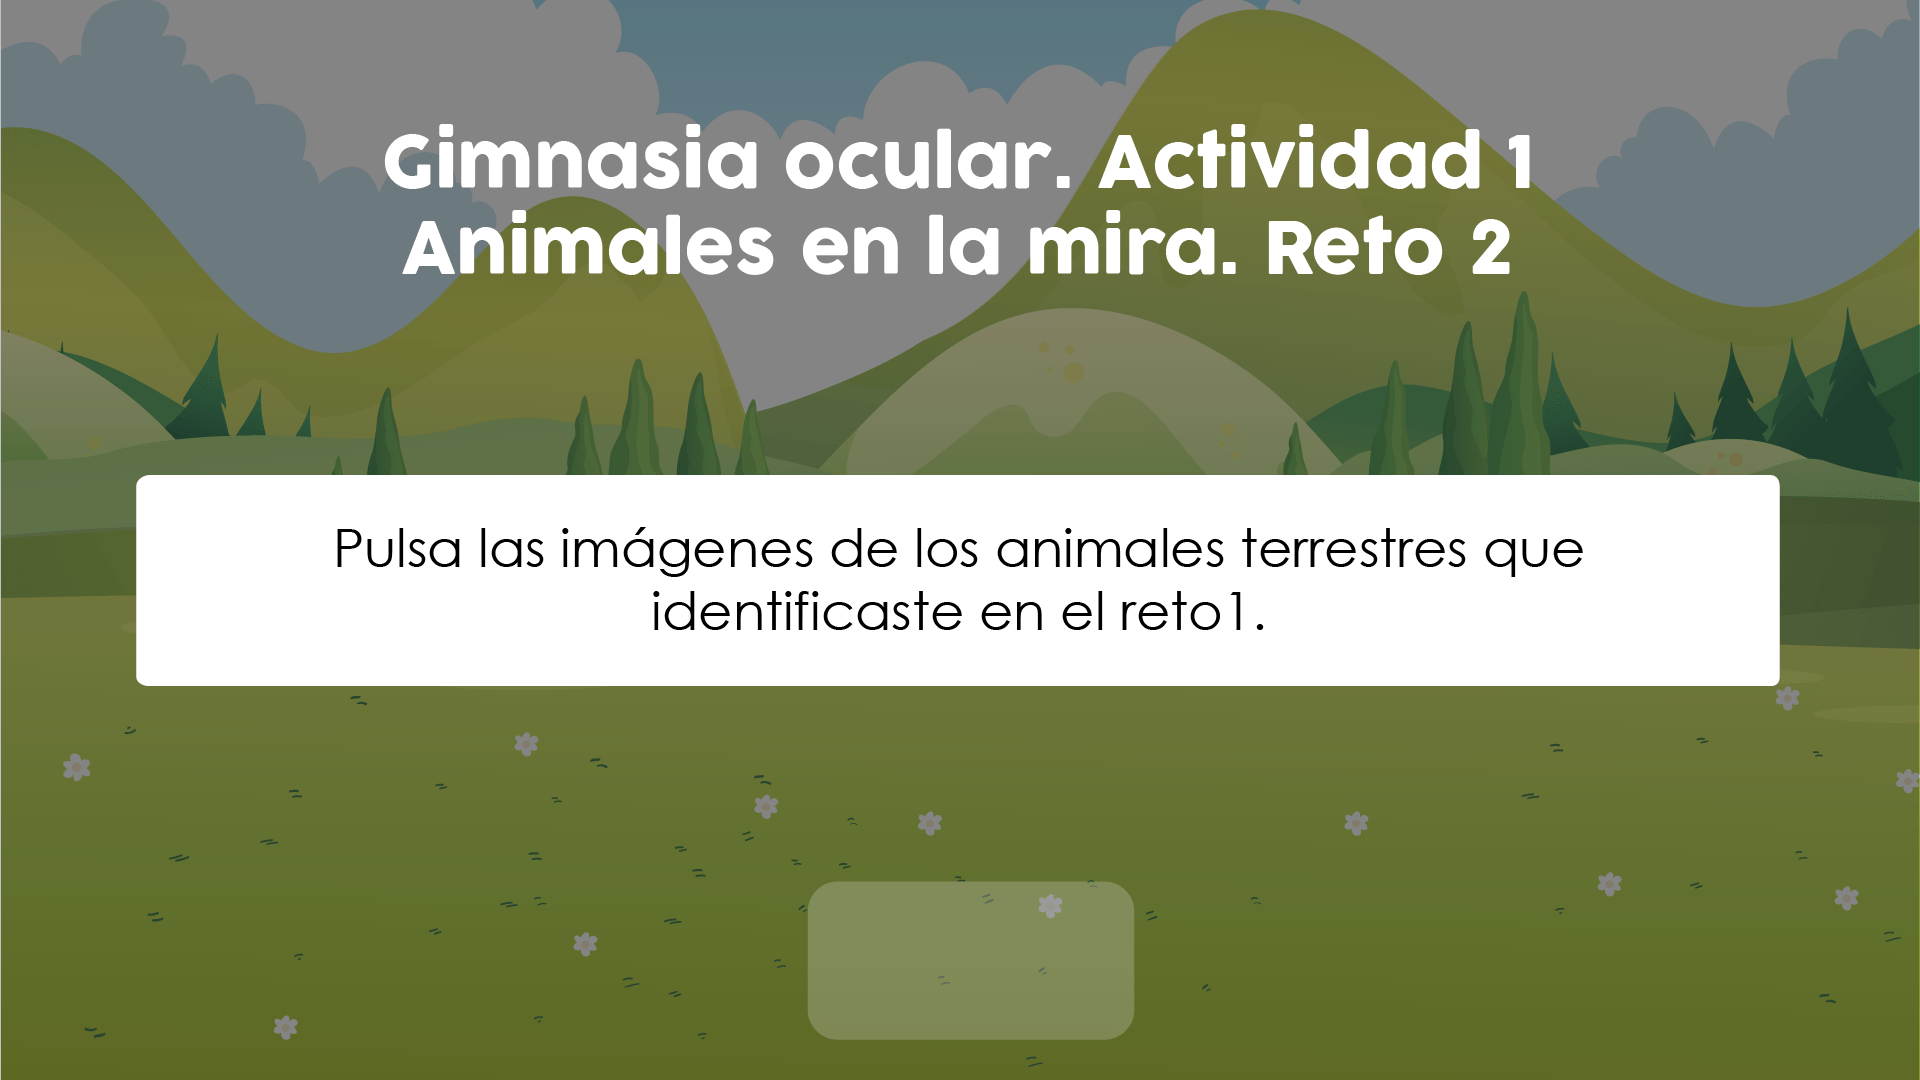 Gimnasia ocular. Actividad 1
Animales en la mira. Reto 2
Pulsa las imágenes de los animales terrestres que
identificaste en el reto1.